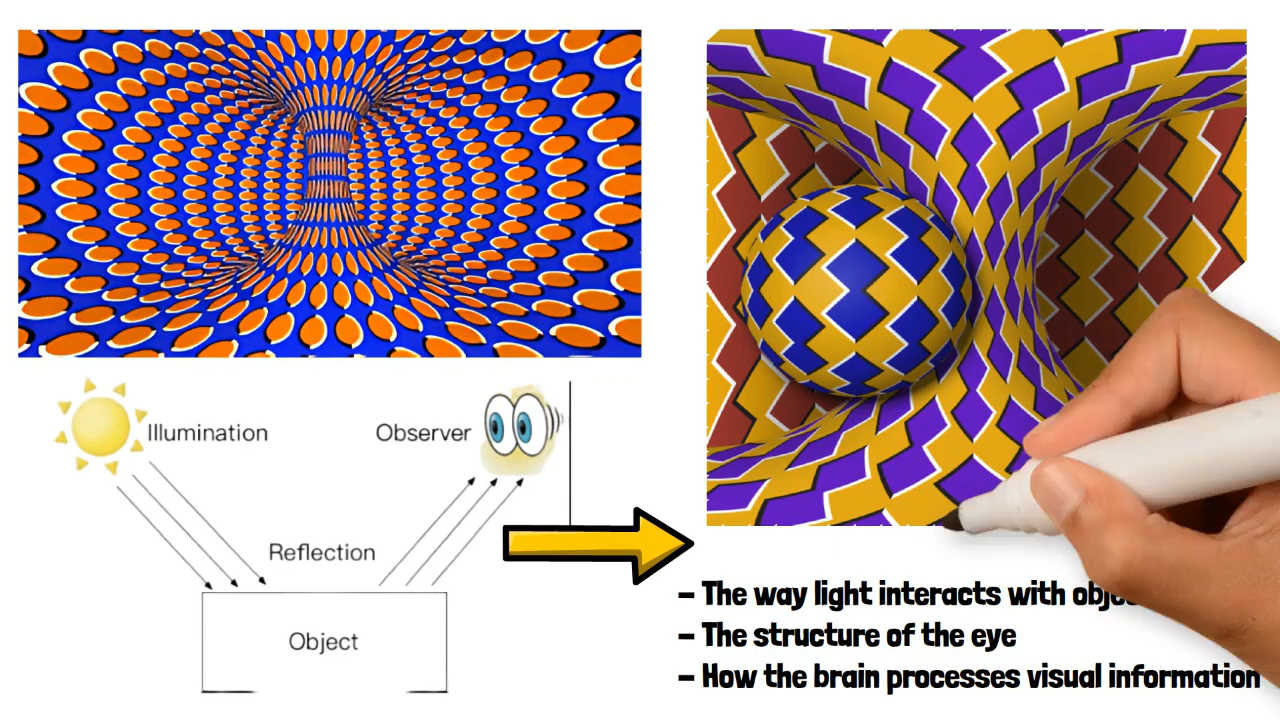 Illumination
Observer
Reflection
Object
– The way light interacts with
– The structure of the eye
– How the brain processes visual information